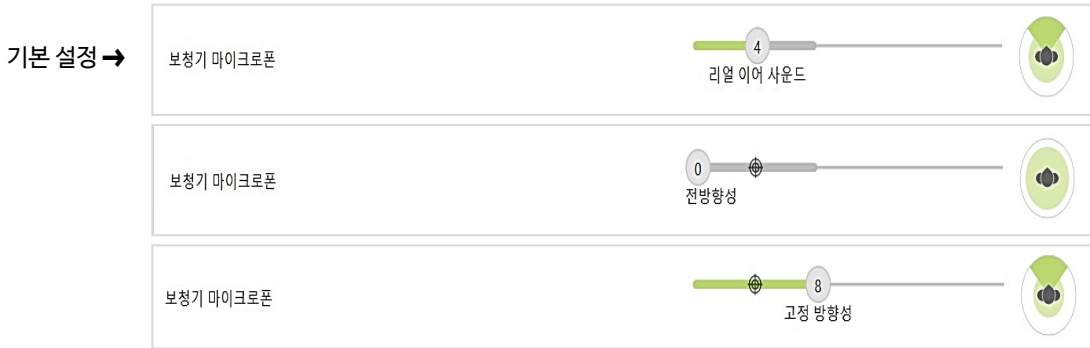 기본 설정 →
보청기 마이크로폰
4
리얼 이어 사운드
보청기 마이크로폰
0
전방향성
보청기 마이크로폰
8
고정 방향성